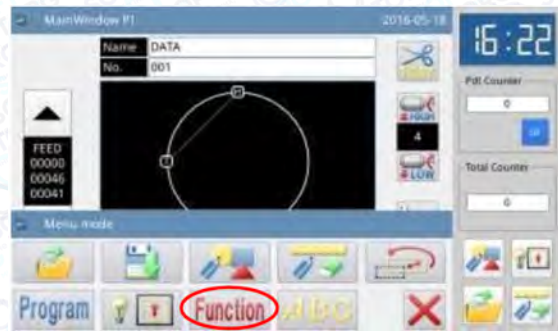 MainWindow P1 2016-05-18
16:22
Name DATA
No. 001
Pdt Counter
0
HIGH
4
LOW
FEED
00000
00046
00041
Total Counter
0
Menu mode
Program
Function
ABC